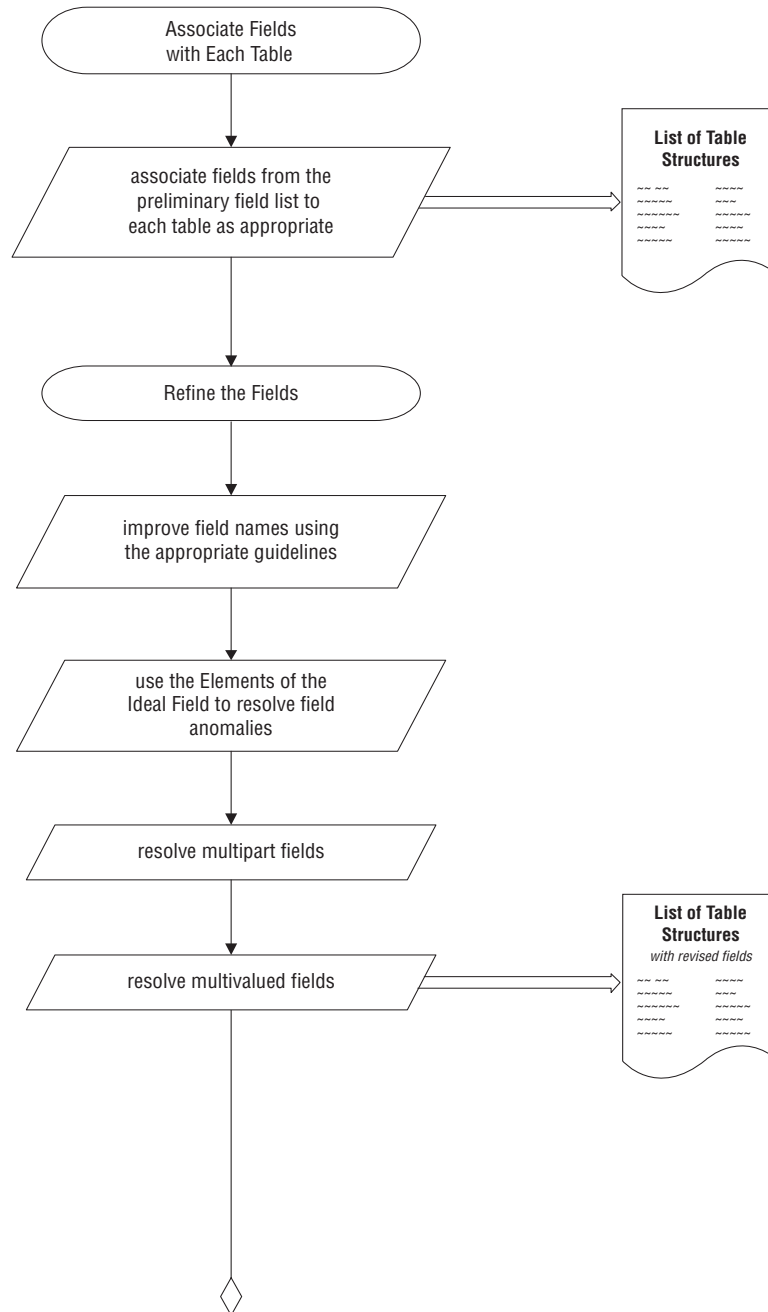 Associate Fields
with Each Table
associate fields from the
preliminary field list to
each table as appropriate
List of Table
Structures
~~ ~~ ~~~~
~~~~~ ~~~
~~~~~~ ~~~~~
~~~~ ~~~~
~~~~~ ~~~~~
Refine the Fields
improve field names using
the appropriate guidelines
use the Elements of the
Ideal Field to resolve field
anomalies
resolve multipart fields
resolve multivalued fields
List of Table
Structures
with revised fields
~~ ~~ ~~~~
~~~~~ ~~~
~~~~~~ ~~~~~
~~~~ ~~~~
~~~~~ ~~~~~